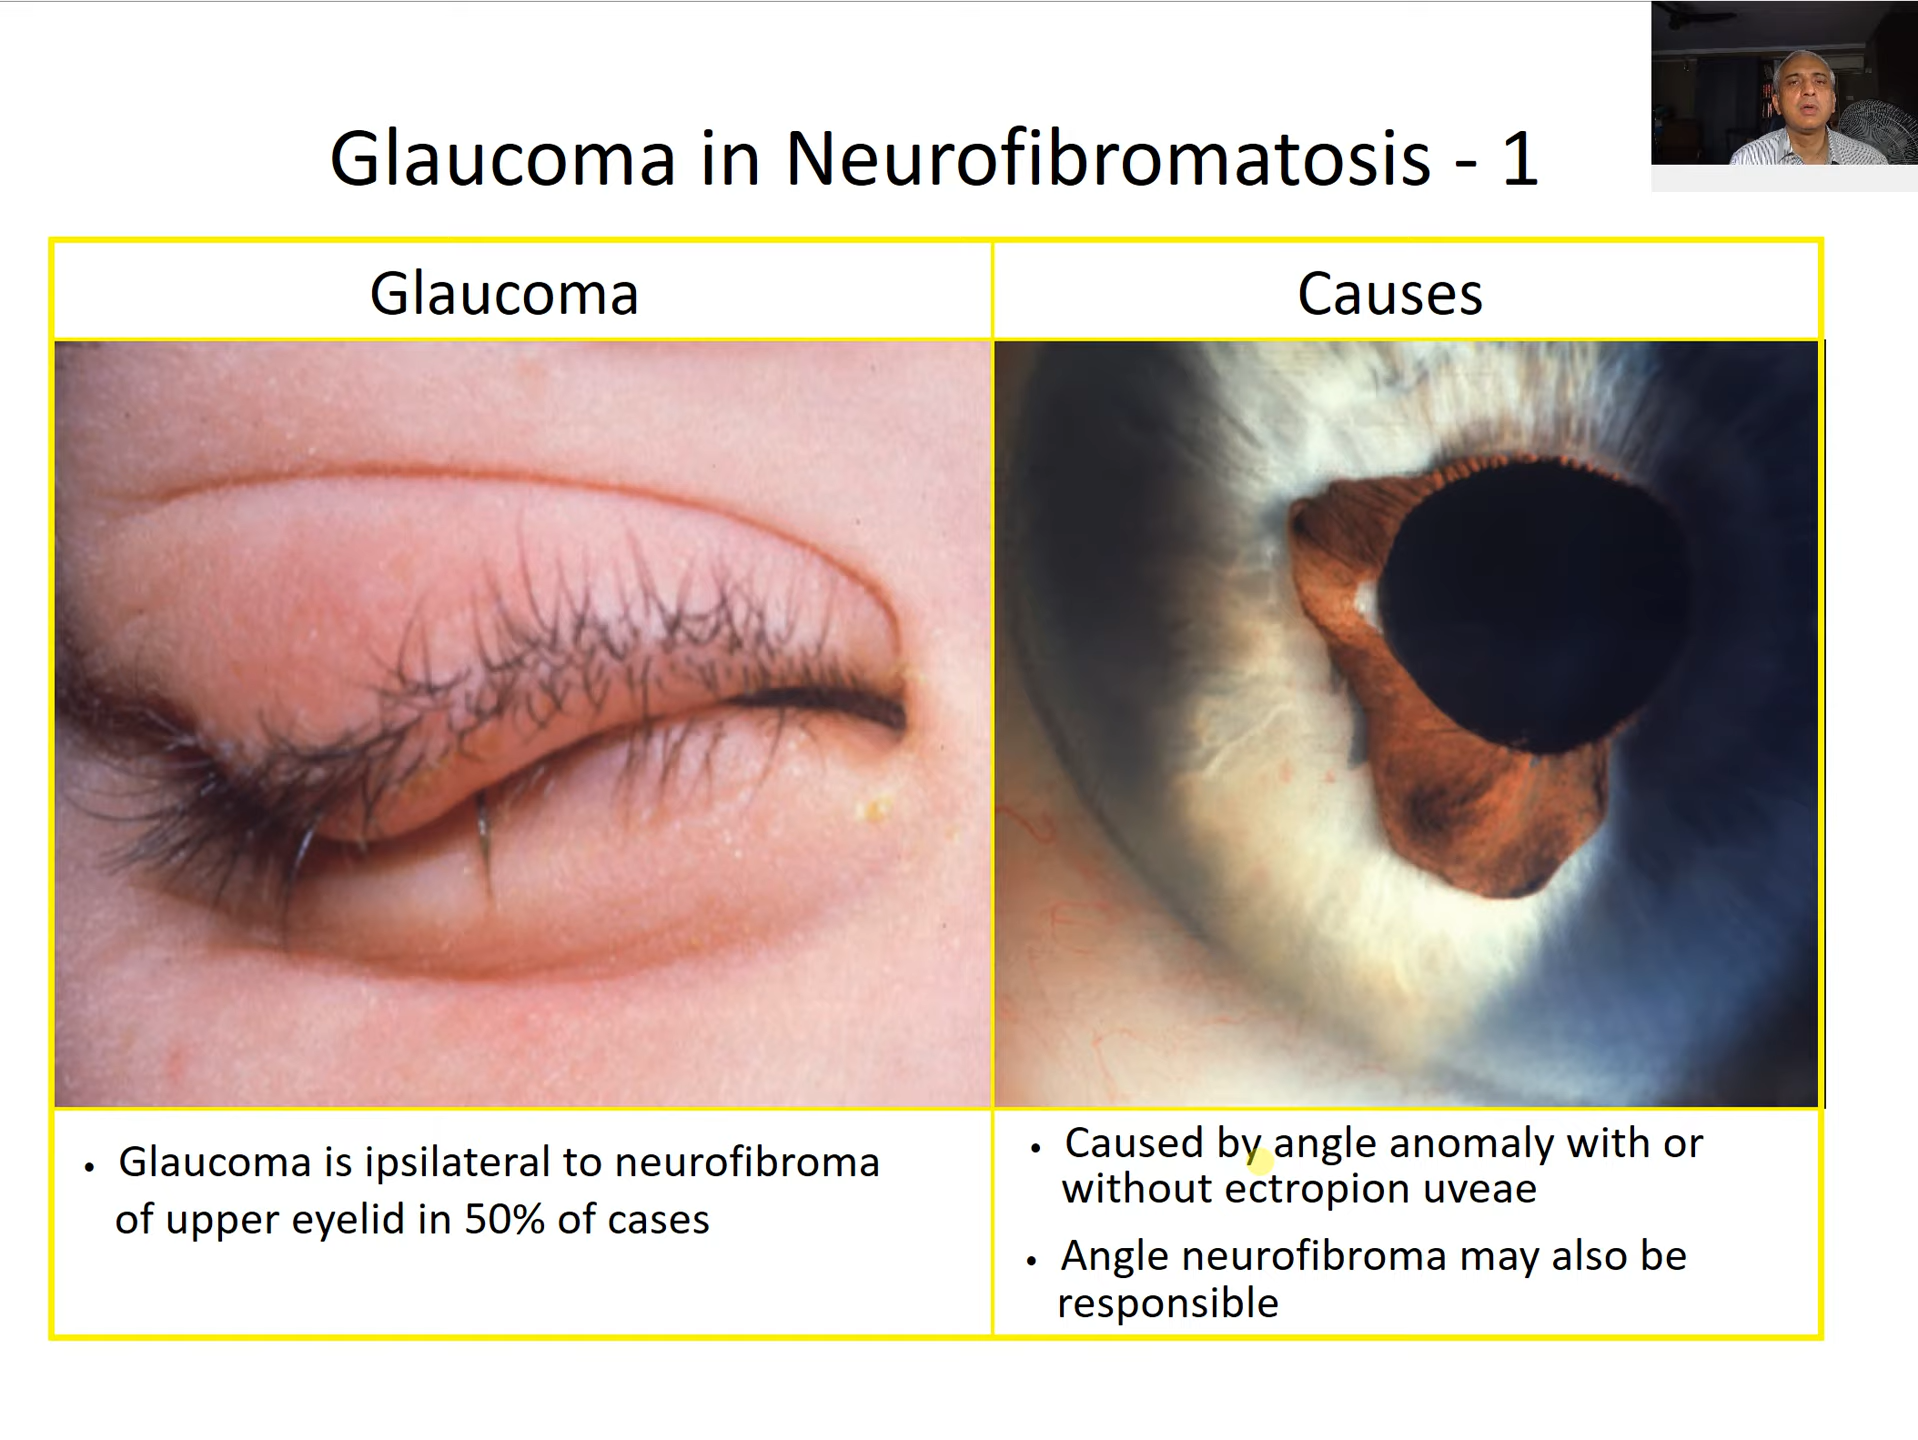 Glaucoma in Neurofibromatosis - 1
Glaucoma
Causes
• Glaucoma is ipsilateral to neurofibroma
of upper eyelid in 50% of cases
• Caused by angle anomaly with or
without ectropion uveae
• Angle neurofibroma may also be
responsible